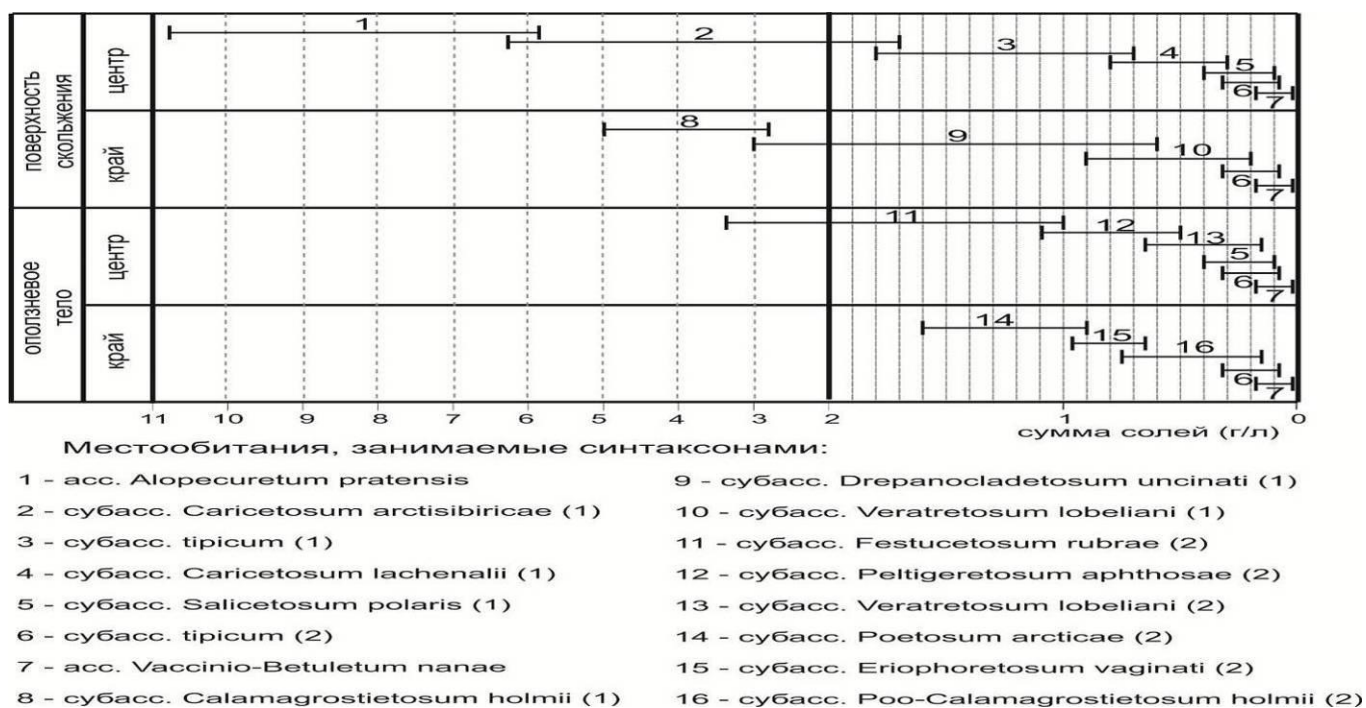 поверхность скольжения
центр
1
2
3
4
5
6
7
край
8
9
10
6
7
оползневое тело
центр
11
12
13
5
6
7
край
14
15
16
6
7
11 10 9 8 7 6 5 4 3 2 1 0
сумма солей (г/л)
Местообитания, занимаемые синтаксонами:
1 - асс. Alopecuretum pratensis
2 - субасс. Caricetosum arctisibiricae (1)
3 - субасс. tipicum (1)
4 - субасс. Caricetosum lachenalii (1)
5 - субасс. Salicetosum polaris (1)
6 - субасс. tipicum (2)
7 - асс. Vaccinio-Betuletum nanae
8 - субасс. Calamagrostietosum holmii (1)
9 - субасс. Drepanocladetosum uncinati (1)
10 - субасс. Veratretosum lobeliani (1)
11 - субасс. Festucetosum rubrae (2)
12 - субасс. Peltigeretosum aphthosae (2)
13 - субасс. Veratretosum lobeliani (2)
14 - субасс. Poetosum arcticae (2)
15 - субасс. Eriophoretosum vaginati (2)
16 - субасс. Poo-Calamagrostietosum holmii (2)